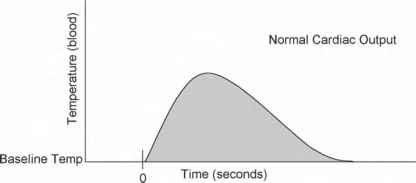 Normal Cardiac Output
Temperature (blood)
Baseline Temp
0
Time (seconds)